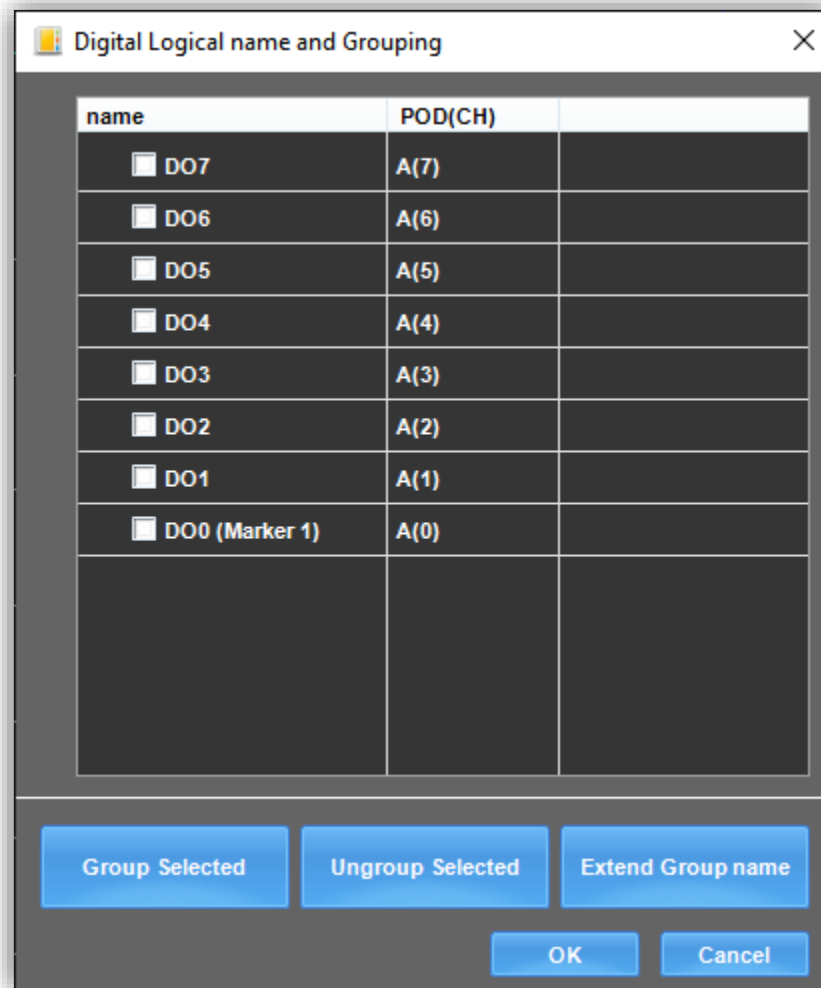 Digital Logical name and Grouping
name POD(CH)
DO7 A(7)
DO6 A(6)
DO5 A(5)
DO4 A(4)
DO3 A(3)
DO2 A(2)
DO1 A(1)
DO0 (Marker 1) A(0)
Group Selected Ungroup Selected Extend Group name
OK Cancel